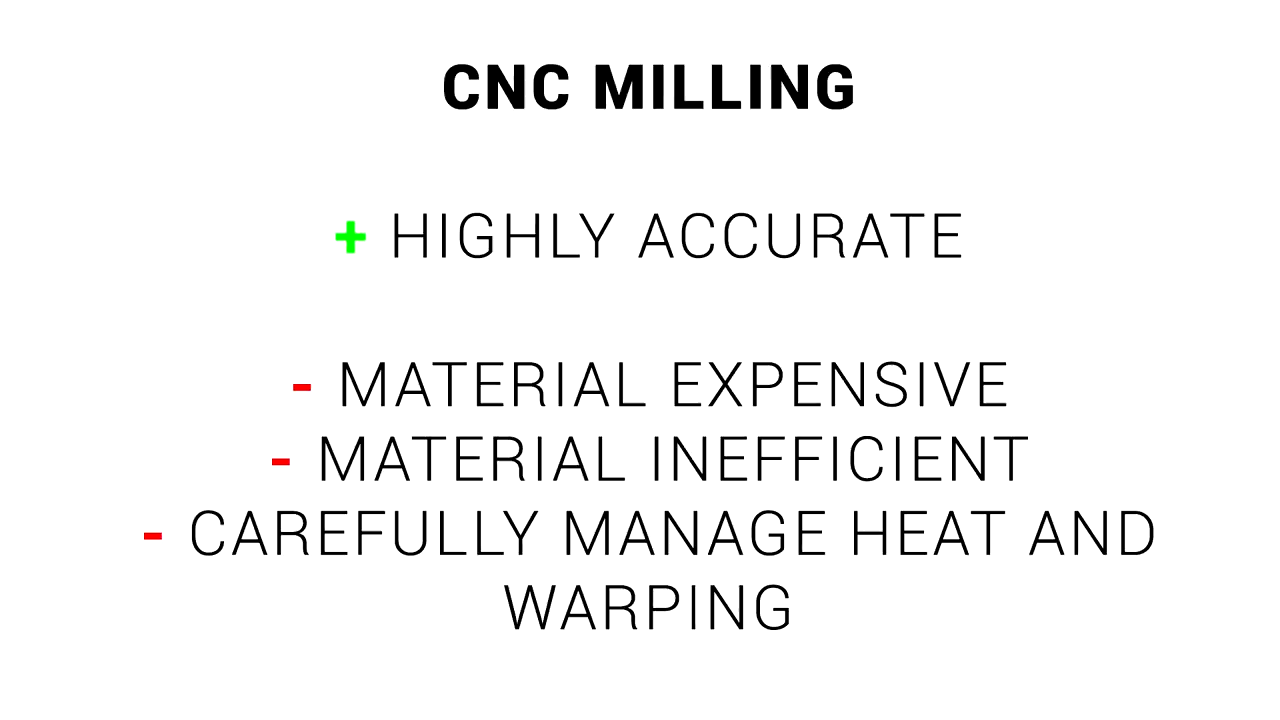 CNC MILLING
+ HIGHLY ACCURATE
- MATERIAL EXPENSIVE
- MATERIAL INEFFICIENT
- CAREFULLY MANAGE HEAT AND
WARPING